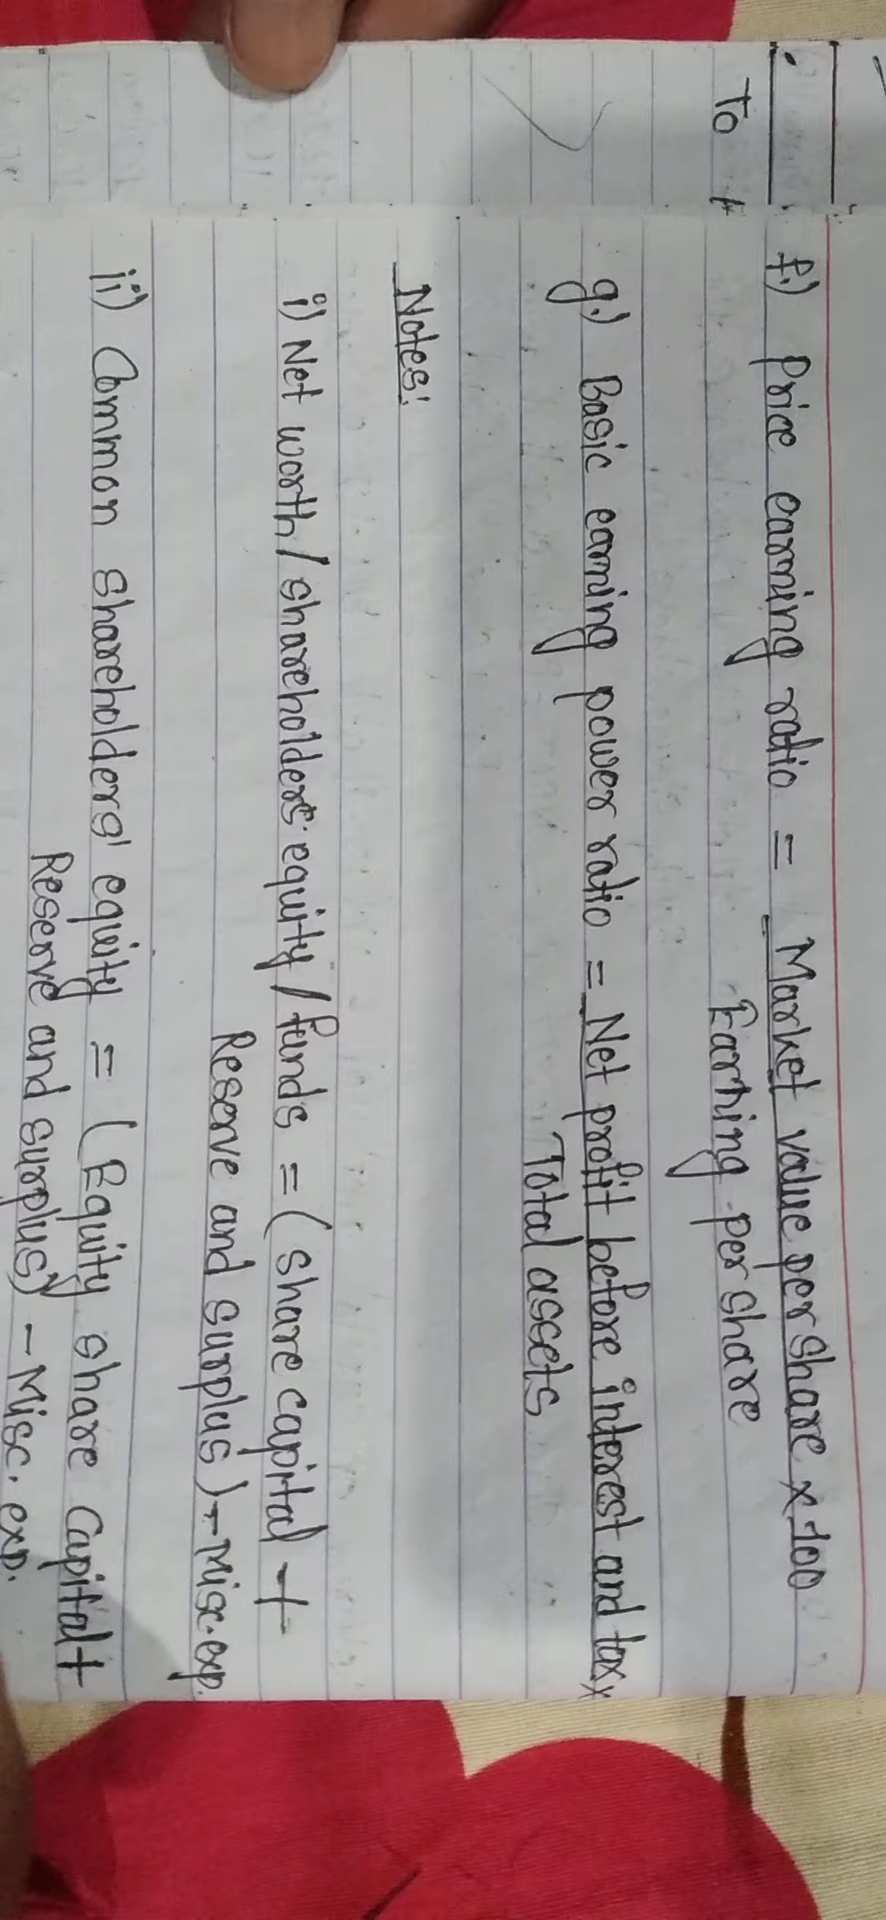 To
f.) Price earning ratio = Market value per share x 100
Earning per share
g.) Basic earning power ratio = Net profit before interest and tax x
Total assets
Notes:
i) Net worth / shareholders equity / funds = (share capital +
Reserve and surplus) - Misc. exp.
ii) Common shareholders' equity = (Equity share capital +
Reserve and surplus) - Misc. exp.